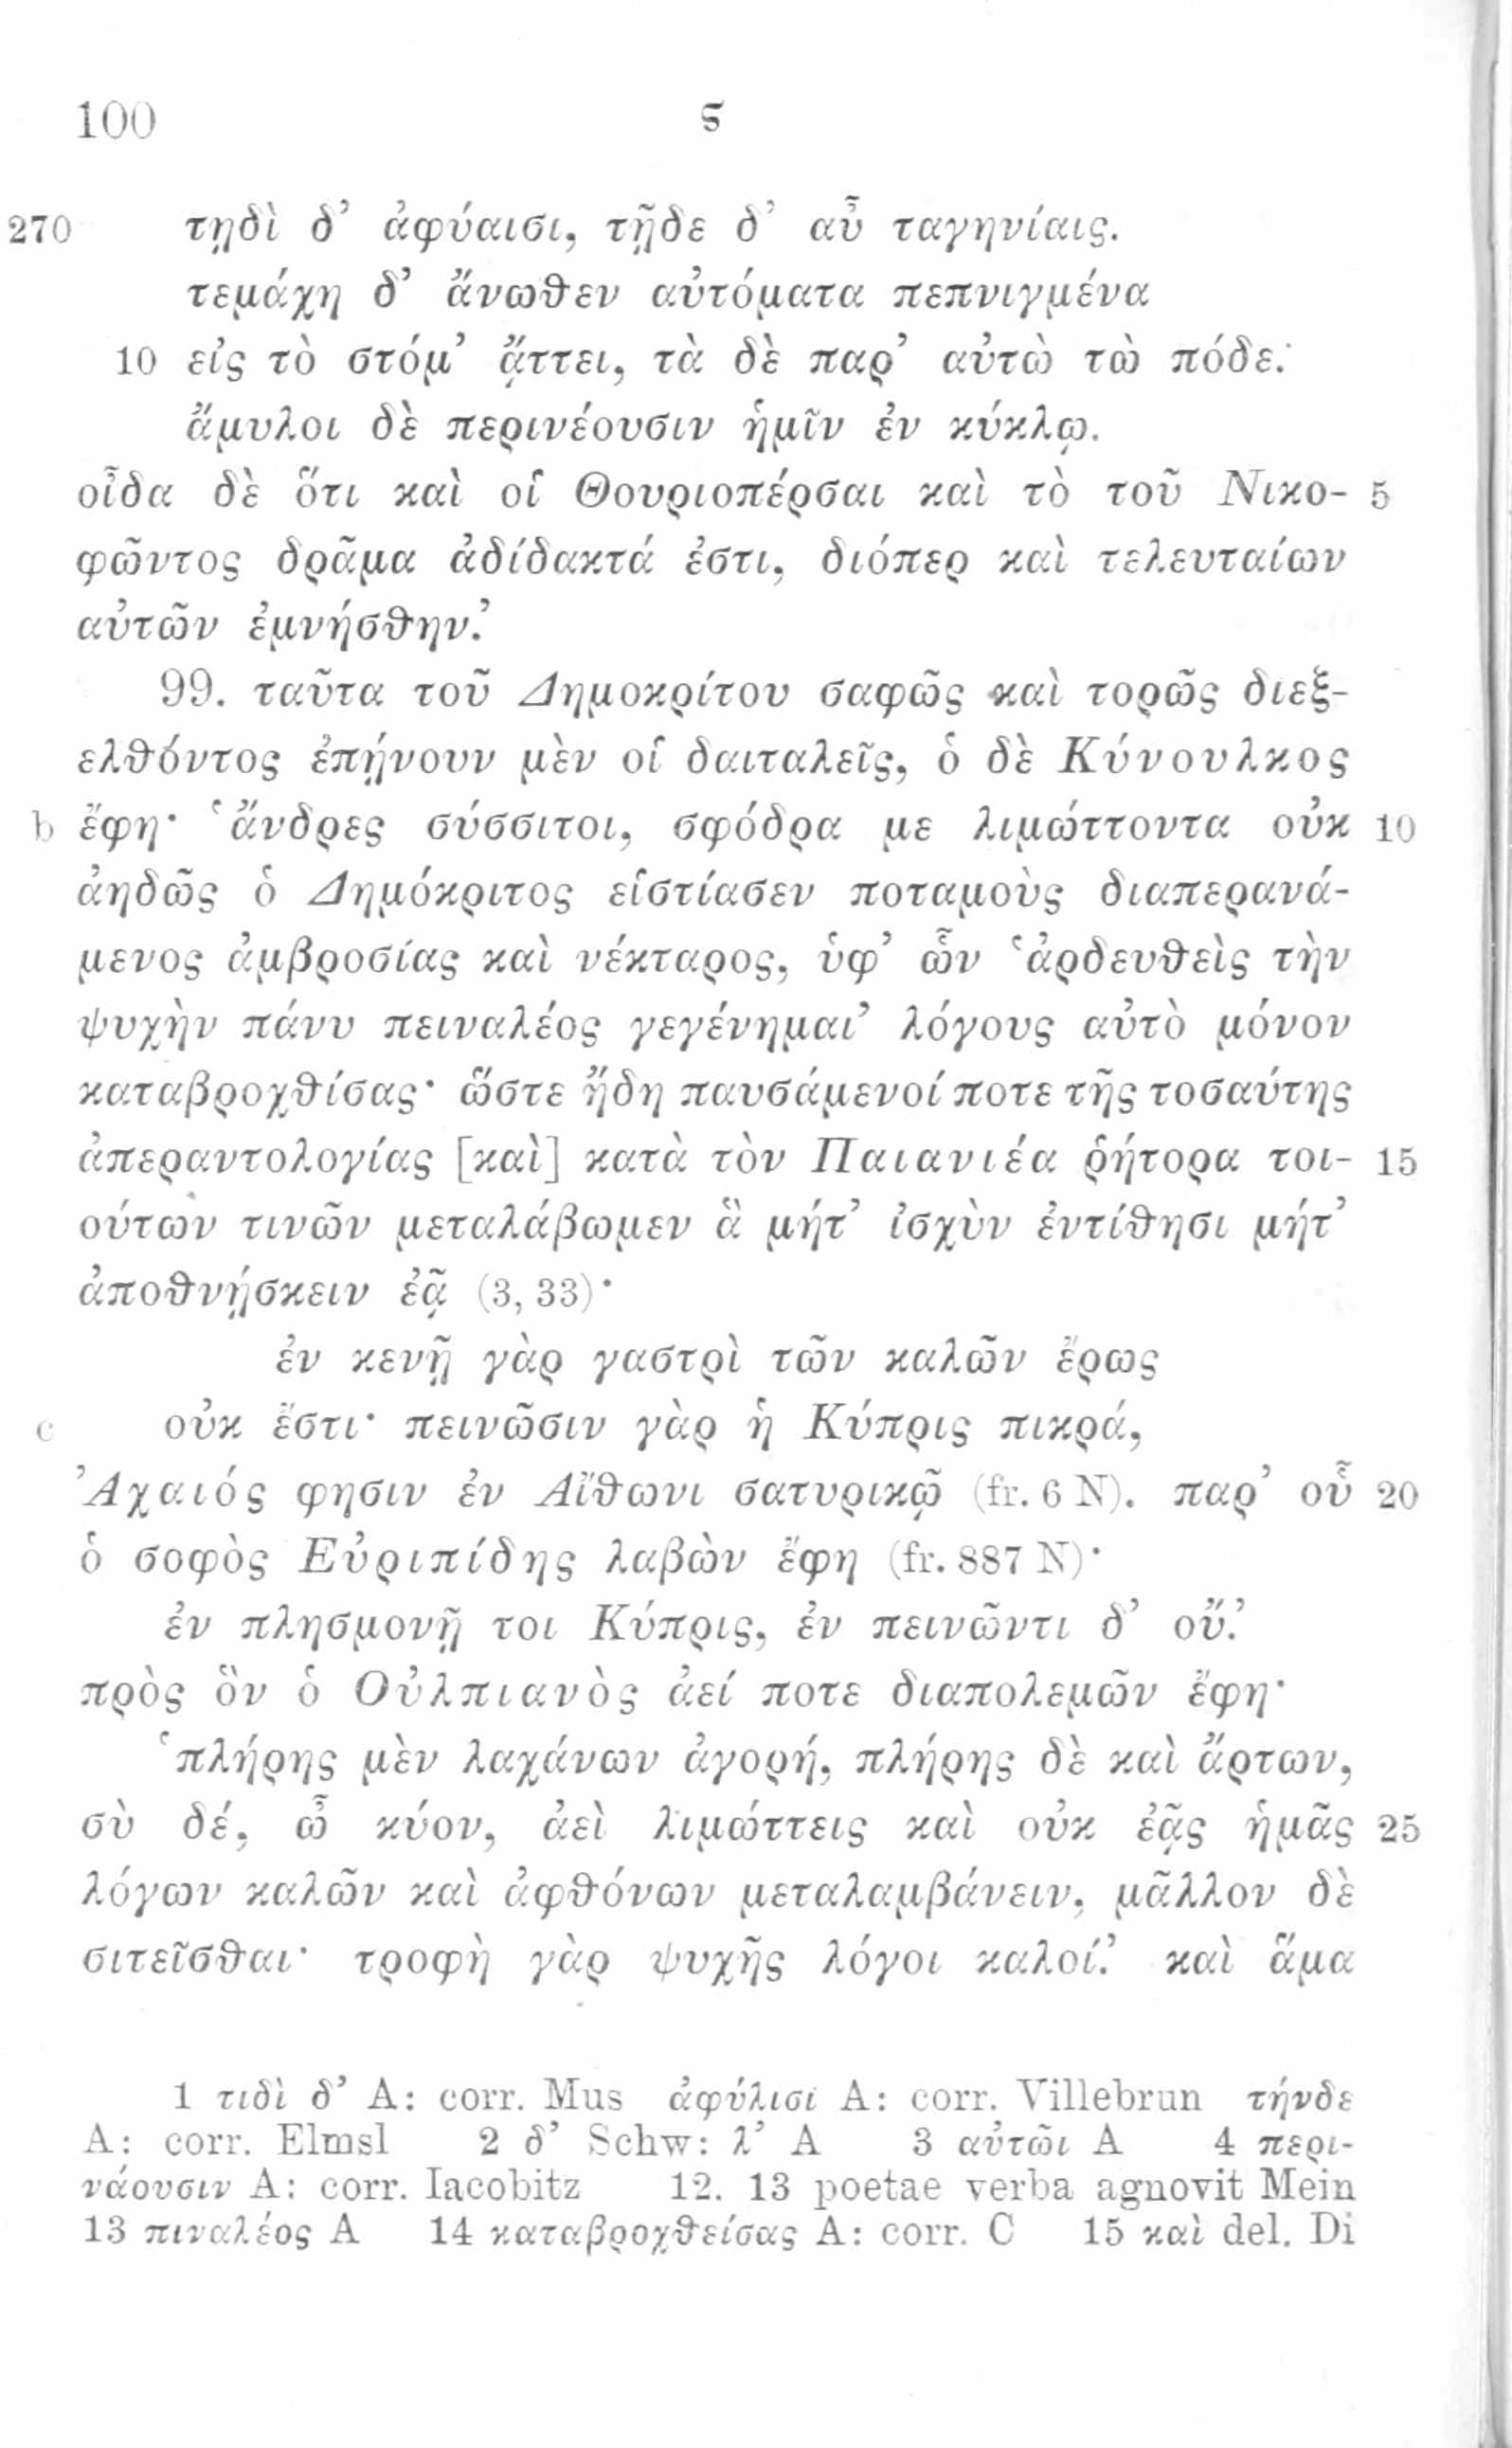 100 ς
270 τῃδὶ δ’ ἀφύαισι, τῇδε δ’ αὖ ταγηνίαις.
τεμάχη δ’ ἄνωθεν αὐτόματα πεπνιγμένα
10 εἰς τὸ στόμ’ ᾄττει, τὰ δὲ παρ’ αὐτὼ τὼ πόδε·
ἄμυλοι δὲ περινέουσιν ἡμῖν ἐν κύκλῳ.
οἶδα δὲ ὅτι καὶ οἱ Θουριοπέρσαι καὶ τὸ τοῦ Νικο- 5
φῶντος δρᾶμα ἀδίδακτά ἐστι, διόπερ καὶ τελευταίων
αὐτῶν ἐμνήσθην.’
99. ταῦτα τοῦ Δημοκρίτου σαφῶς καὶ τορῶς διεξ-
ελθόντος ἐπῄνουν μὲν οἱ δαιταλεῖς, ὁ δὲ Κύνουλκος
b ἔφη· ‘ἄνδρες σύσσιτοι, σφόδρα με λιμώττοντα οὐκ 10
ἀηδῶς ὁ Δημόκριτος εἱστίασεν ποταμοὺς διαπερανά-
μενος ἀμβροσίας καὶ νέκταρος, ὑφ’ ὧν ‘ἀρδευθεὶς τὴν
ψυχὴν πάνυ πειναλέος γεγένημαι’ λόγους αὐτὸ μόνον
καταβροχθίσας· ὥστε ἤδη παυσάμενοί ποτε τῆς τοσαύτης
ἀπεραντολογίας [καὶ] κατὰ τὸν Παιανιέα ῥήτορα τοι- 15
ούτων τινῶν μεταλάβωμεν ἃ μήτ’ ἰσχὺν ἐντίθησι μήτ’
ἀποθνῄσκειν ἐᾷ (3, 33)·
ἐν κενῇ γὰρ γαστρὶ τῶν καλῶν ἔρως
c οὐκ ἔστι· πεινῶσιν γὰρ ἡ Κύπρις πικρά,
Ἀχαιός φησιν ἐν Αἴθωνι σατυρικῷ (fr. 6 N). παρ’ οὗ 20
ὁ σοφὸς Εὐριπίδης λαβὼν ἔφη (fr. 887 N)·
ἐν πλησμονῇ τοι Κύπρις, ἐν πεινῶντι δ’ οὔ.’
πρὸς ὃν ὁ Οὐλπιανὸς ἀεί ποτε διαπολεμῶν ἔφη·
‘πλήρης μὲν λαχάνων ἀγορή, πλήρης δὲ καὶ ἄρτων,
σὺ δέ, ὦ κύον, ἀεὶ λιμώττεις καὶ οὐκ ἐᾷς ἡμᾶς 25
λόγων καλῶν καὶ ἀφθόνων μεταλαμβάνειν, μᾶλλον δὲ
σιτεῖσθαι· τροφὴ γὰρ ψυχῆς λόγοι καλοί.’ καὶ ἅμα
1 τιδὶ δ’ A: corr. Mus ἀφύλισι A: corr. Villebrun τήνδε
A: corr. Elmsl 2 δ’ Schw: λ’ A 3 αὐτῶι A 4 περι-
νάουσιν A: corr. Iacobitz 12. 13 poetae verba agnovit Mein
13 πιναλέος A 14 καταβροχθείσας A: corr. C 15 καὶ del. Di